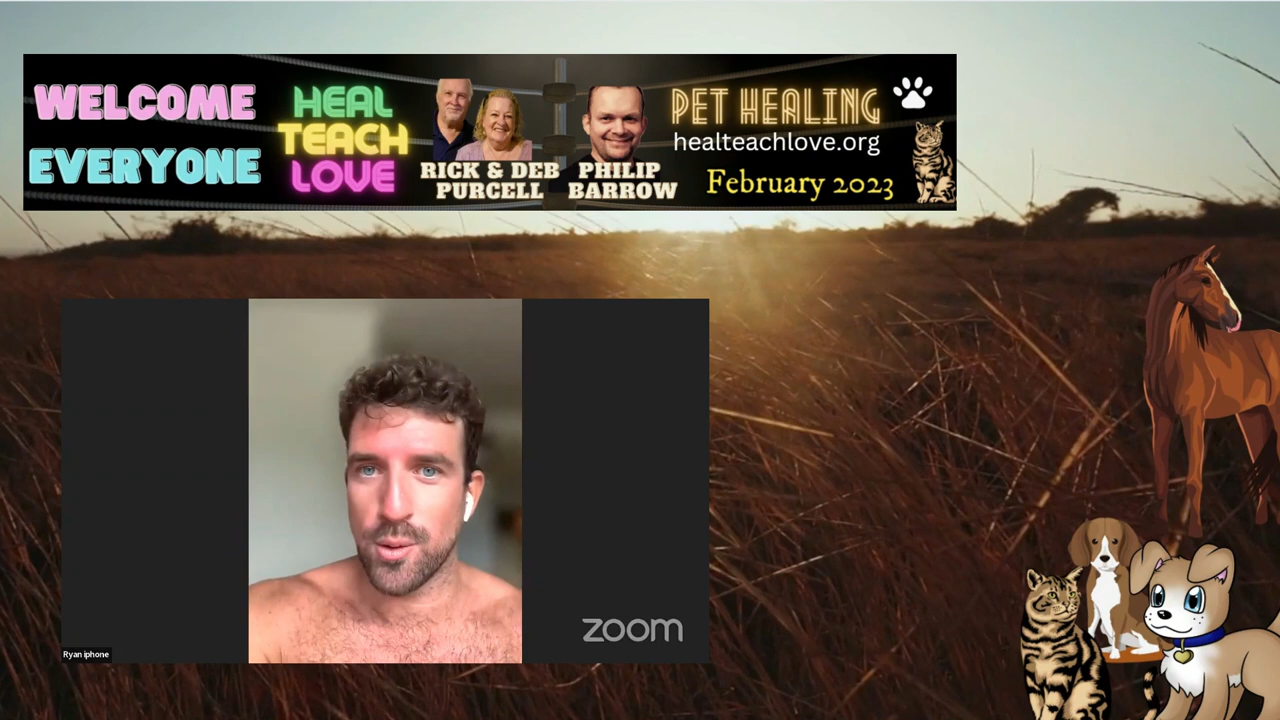 WELCOME
EVERYONE
HEAL
TEACH
LOVE
RICK & DEB
PURCELL
PHILIP
BARROW
PET HEALING
healteachlove.org
February 2023
zoom
Ryan iphone